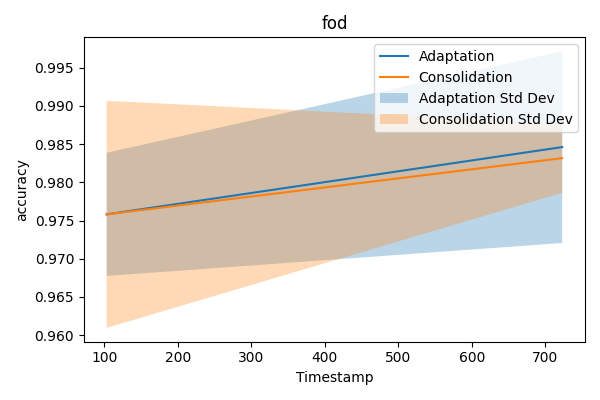 fod
Adaptation
Consolidation
Adaptation Std Dev
Consolidation Std Dev
accuracy
0.995
0.990
0.985
0.980
0.975
0.970
0.965
0.960
100 200 300 400 500 600 700
Timestamp